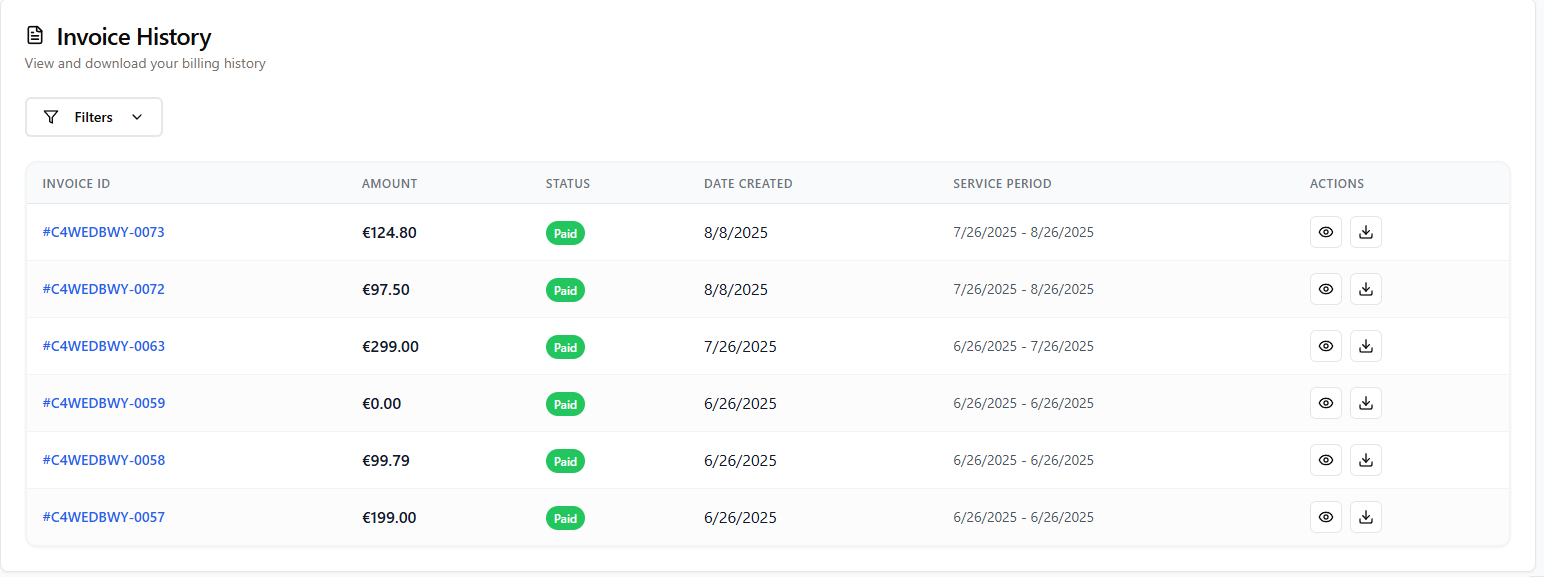 Invoice History
View and download your billing history
Filters
INVOICE ID AMOUNT STATUS DATE CREATED SERVICE PERIOD ACTIONS
#C4WEDBWY-0073 €124.80 Paid 8/8/2025 7/26/2025 - 8/26/2025
#C4WEDBWY-0072 €97.50 Paid 8/8/2025 7/26/2025 - 8/26/2025
#C4WEDBWY-0063 €299.00 Paid 7/26/2025 6/26/2025 - 7/26/2025
#C4WEDBWY-0059 €0.00 Paid 6/26/2025 6/26/2025 - 6/26/2025
#C4WEDBWY-0058 €99.79 Paid 6/26/2025 6/26/2025 - 6/26/2025
#C4WEDBWY-0057 €199.00 Paid 6/26/2025 6/26/2025 - 6/26/2025